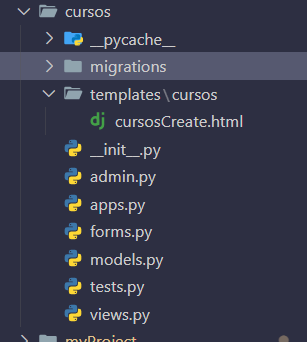 cursos
__pycache__
migrations
templates\cursos
dj cursosCreate.html
__init__.py
admin.py
apps.py
forms.py
models.py
tests.py
views.py
myProject